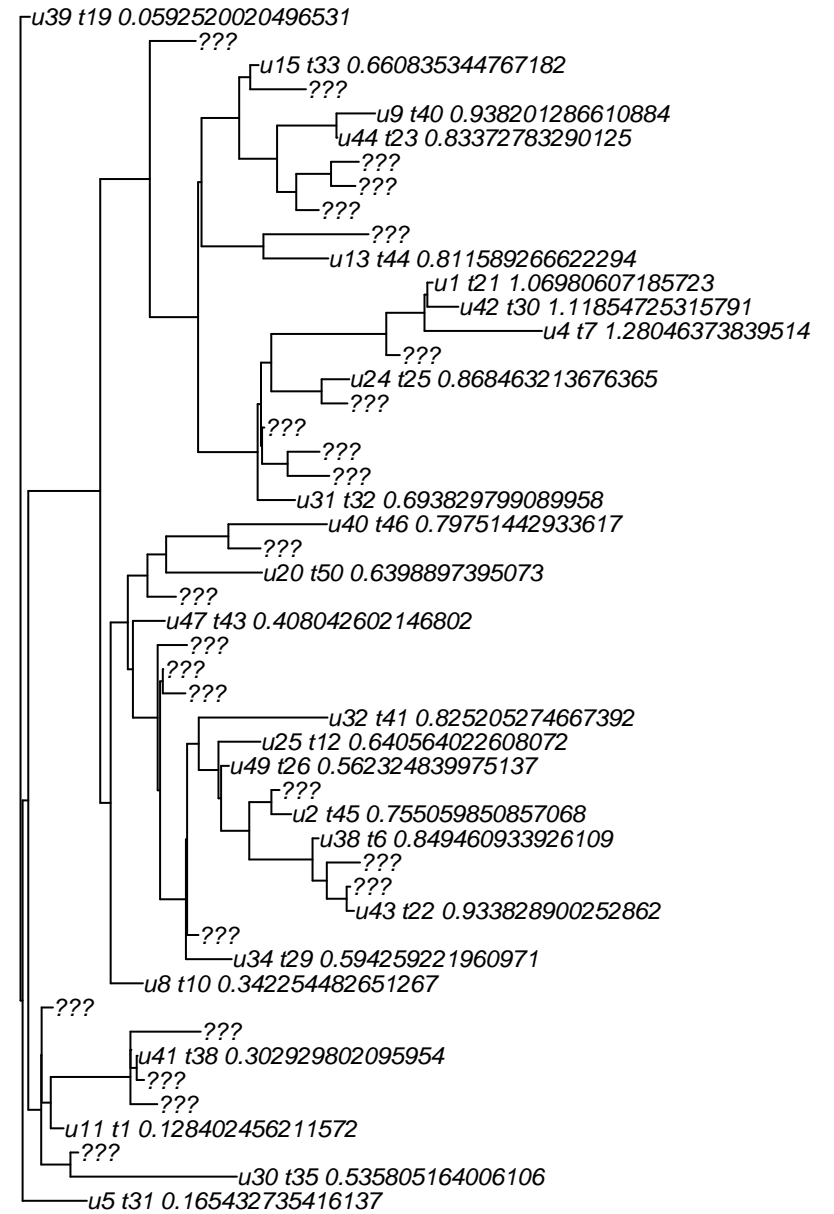 u39 t19 0.0592520020496531
???
u15 t33 0.660835344767182
???
u9 t40 0.938201286610884
u44 t23 0.83372783290125
???
???
???
???
u13 t44 0.811589266622294
u1 t21 1.06980607185723
u42 t30 1.11854725315791
u4 t7 1.28046373839514
???
u24 t25 0.868463213676365
???
???
???
???
u31 t32 0.693829799089958
u40 t46 0.79751442933617
???
u20 t50 0.6398897395073
???
u47 t43 0.408042602146802
???
???
???
u32 t41 0.825205274667392
u25 t12 0.640564022608072
u49 t26 0.562324839975137
???
u2 t45 0.755059850857068
u38 t6 0.849460933926109
???
???
u43 t22 0.933828900252862
???
u34 t29 0.594259221960971
u8 t10 0.342254482651267
???
???
u41 t38 0.302929802095954
???
???
u11 t1 0.128402456211572
???
u30 t35 0.535805164006106
u5 t31 0.165432735416137